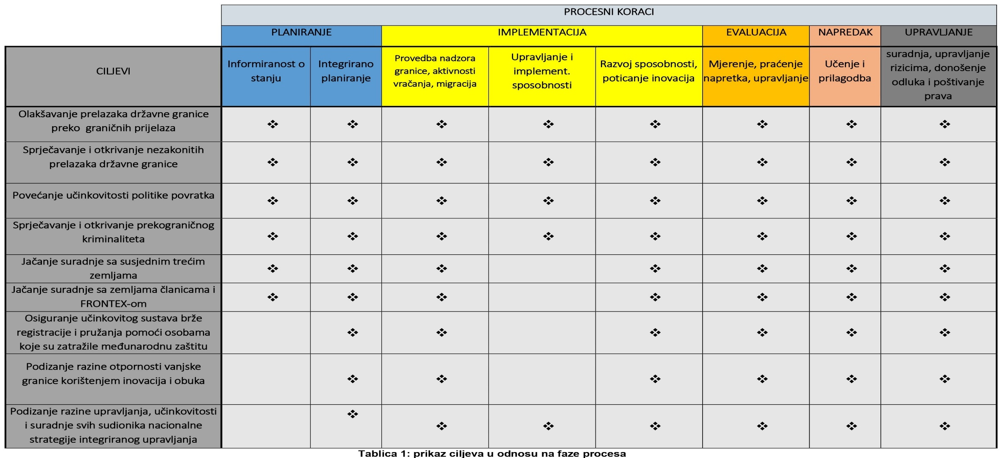 PROCESNI KORACI
PLANIRANJE
IMPLEMENTACIJA
EVALUACIJA
NAPREDAK
UPRAVLJANJE
CILJEVI
Informiranost o
stanju
Integrirano
planiranje
Provedba nadzora
granice, aktivnosti
vračanja, migracija
Upravljanje i
implement.
sposobnosti
Razvoj sposobnosti,
poticanje inovacija
Mjerenje, praćenje
napretka, upravljanje
Učenje i
prilagodba
suradnja, upravljanje
rizicima, donošenje
odluka i poštivanje
prava
Olakšavanje prelazaka državne granice
preko graničnih prijelaza
❖ ❖ ❖ ❖ ❖ ❖ ❖ ❖
Sprječavanje i otkrivanje nezakonitih
prelazaka državne granice
❖ ❖ ❖ ❖ ❖ ❖ ❖ ❖
Povećanje učinkovitosti politike povratka
❖ ❖ ❖ ❖ ❖ ❖ ❖ ❖
Sprječavanje i otkrivanje prekograničnog
kriminaliteta
❖ ❖ ❖ ❖ ❖ ❖ ❖ ❖
Jačanje suradnje sa susjednim trećim
zemljama
❖ ❖ ❖ ❖ ❖ ❖ ❖
Jačanje suradnje sa zemljama članicama i
FRONTEX-om
❖ ❖ ❖ ❖ ❖ ❖ ❖
Osiguranje učinkovitog sustava brže
registracije i pružanja pomoći osobama
koje su zatražile međunarodnu zaštitu
❖ ❖ ❖ ❖ ❖ ❖
Podizanje razine otpornosti vanjske
granice korištenjem inovacija i obuka
❖ ❖ ❖ ❖ ❖ ❖
Podizanje razine upravljanja, učinkovitosti
i suradnje svih sudionika nacionalne
strategije integriranog upravljanja
❖ ❖ ❖ ❖ ❖ ❖ ❖
Tablica 1: prikaz ciljeva u odnosu na faze procesa